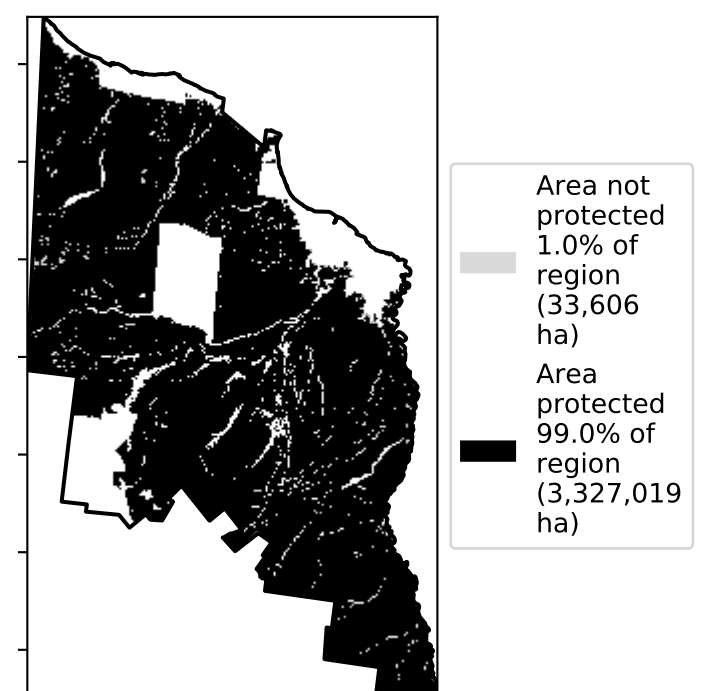 Area not
protected
1.0% of
region
(33,606
ha)
Area
protected
99.0% of
region
(3,327,019
ha)